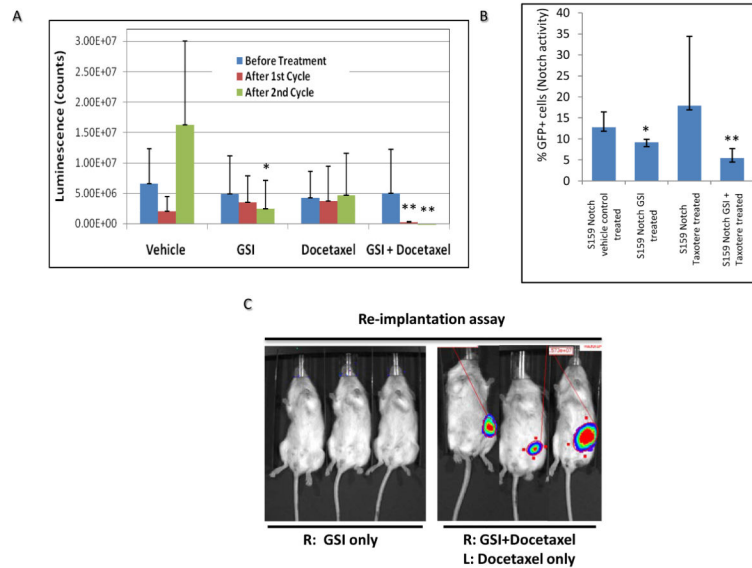 A
Luminescence (counts)
3.00E+07
2.50E+07
2.00E+07
1.50E+07
1.00E+07
5.00E+06
0.00E+00
Before Treatment
After 1st Cycle
After 2nd Cycle
*
** **
Vehicle
GSI
Docetaxel
GSI + Docetaxel
B
% GFP+ cells (Notch activity)
40
35
30
25
20
15
10
5
0
*
**
S159 Notch
vehicle control
treated
S159 Notch GSI
treated
S159 Notch
Taxotere treated
S159 Notch GSI +
Taxotere treated
C
Re-implantation assay
R: GSI only
R: GSI+Docetaxel
L: Docetaxel only